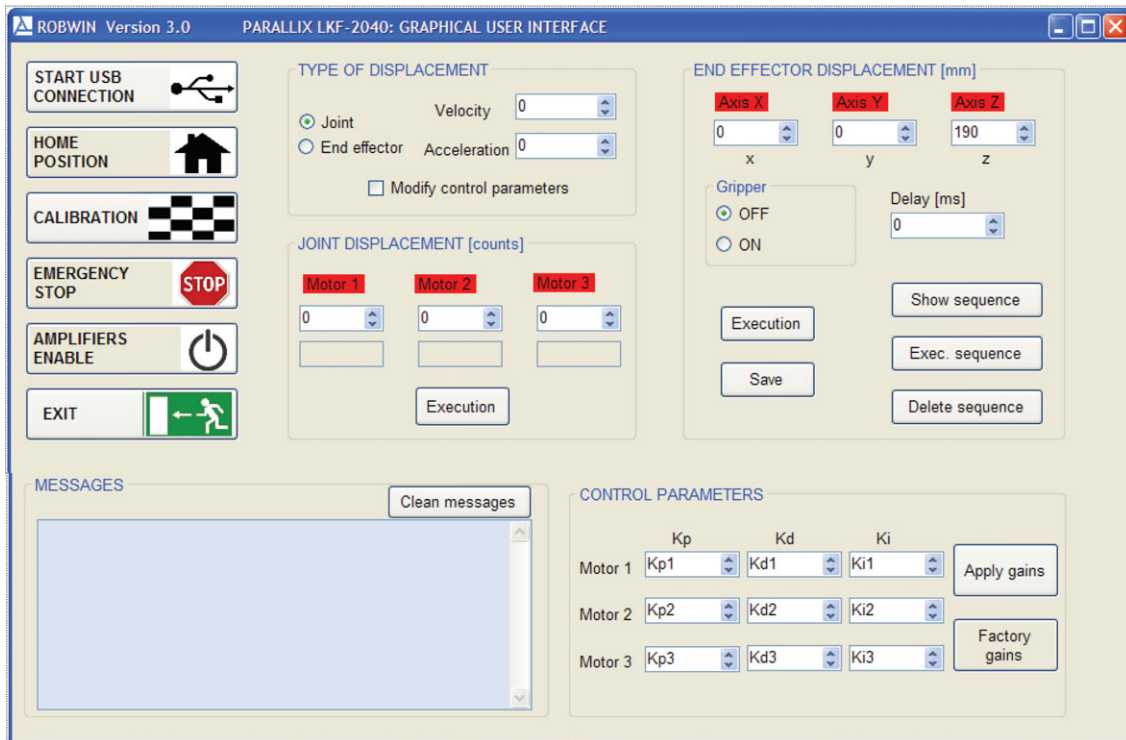 ROBWIN Version 3.0 PARALLIX LKF-2040: GRAPHICAL USER INTERFACE
START USB
CONNECTION
HOME
POSITION
CALIBRATION
EMERGENCY
STOP
STOP
AMPLIFIERS
ENABLE
EXIT
TYPE OF DISPLACEMENT
Joint
End effector
Velocity 0
Acceleration 0
Modify control parameters
JOINT DISPLACEMENT [counts]
Motor 1 Motor 2 Motor 3
0 0 0
Execution
END EFFECTOR DISPLACEMENT [mm]
Axis X Axis Y Axis Z
0 0 190
x y z
Gripper
OFF
ON
Delay [ms]
0
Execution
Save
Show sequence
Exec. sequence
Delete sequence
MESSAGES
Clean messages
CONTROL PARAMETERS
Kp Kd Ki
Motor 1 Kp1 Kd1 Ki1
Motor 2 Kp2 Kd2 Ki2
Motor 3 Kp3 Kd3 Ki3
Apply gains
Factory
gains